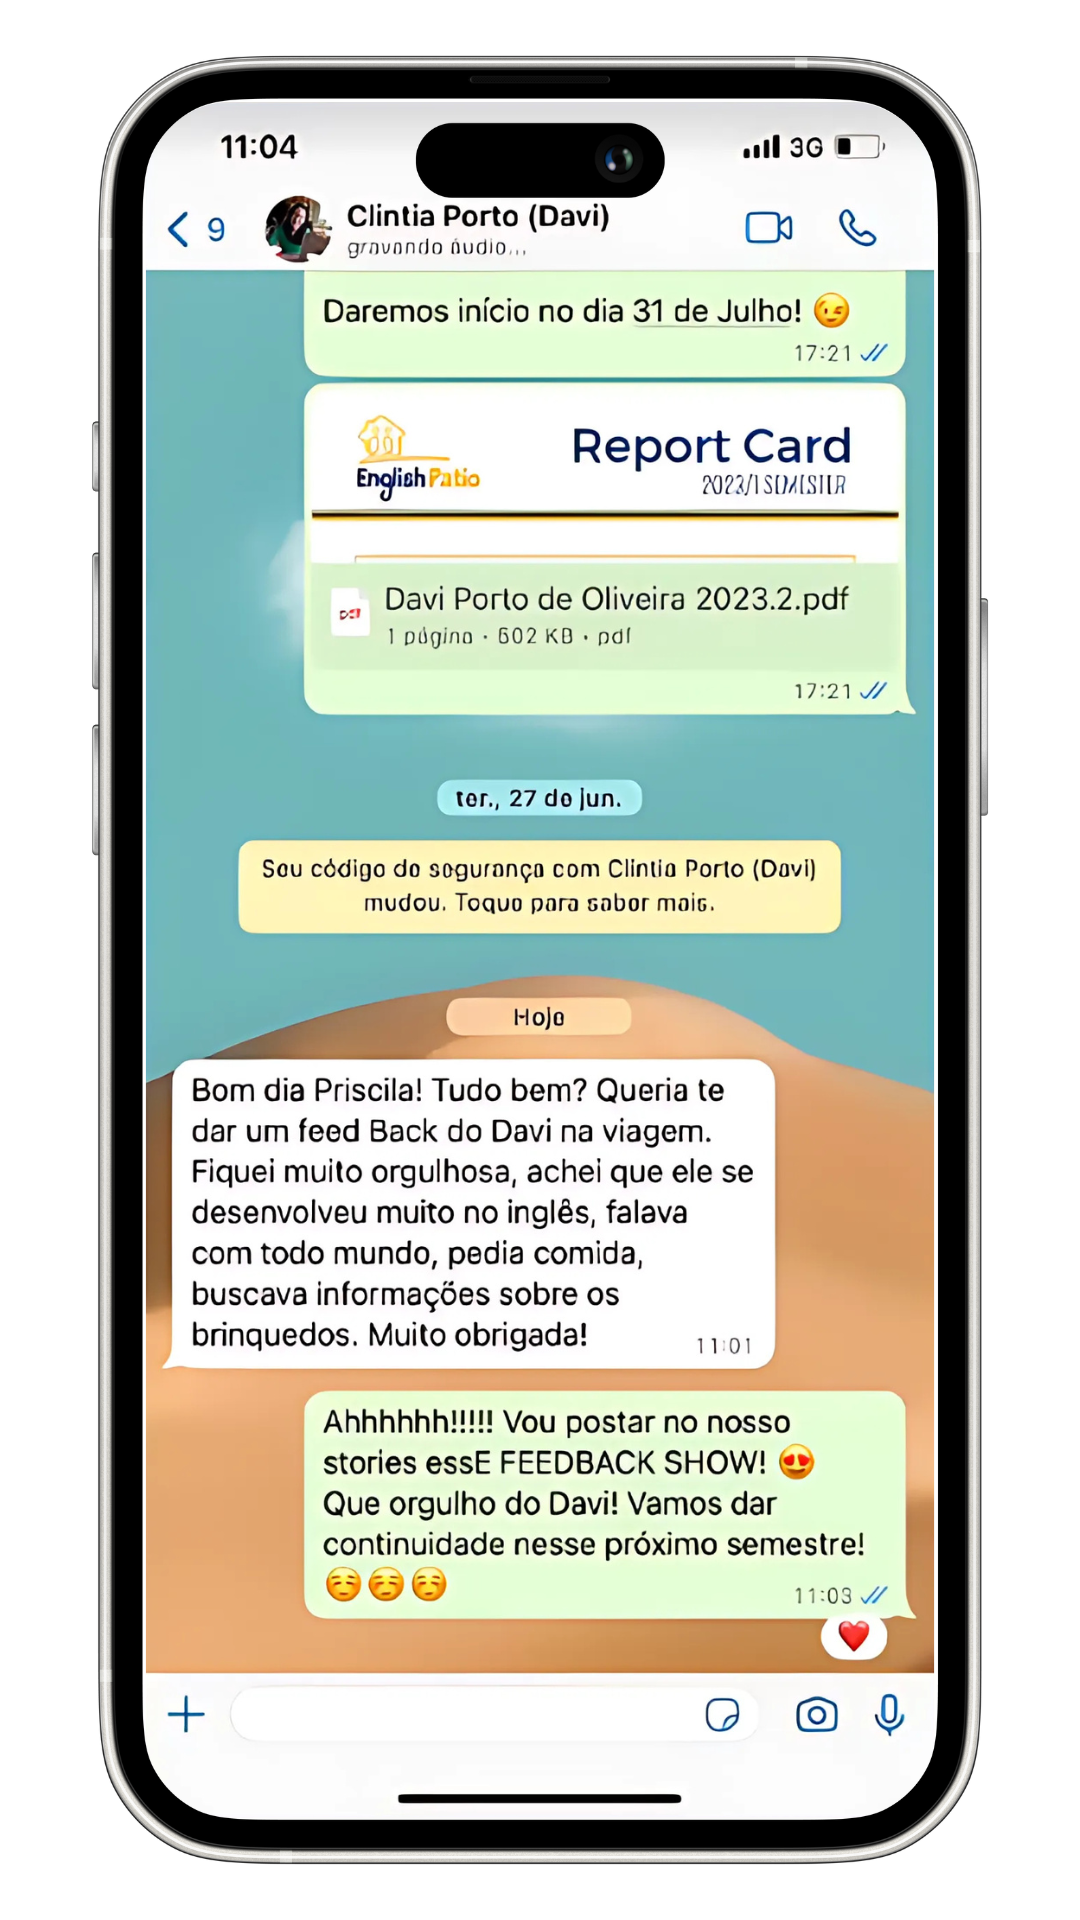 11:04
3G
9
Clintia Porto (Davi)
gravando áudio...
Daremos início no dia 31 de Julho! 😉
17:21
Report Card
English Patio
2023/1 SEMESTER
Davi Porto de Oliveira 2023.2.pdf
1 página · 602 KB · pdf
17:21
ter., 27 de jun.
Seu código de segurança com Clintia Porto (Davi)
mudou. Toque para saber mais.
Hoje
Bom dia Priscila! Tudo bem? Queria te
dar um feed Back do Davi na viagem.
Fiquei muito orgulhosa, achei que ele se
desenvolveu muito no inglês, falava
com todo mundo, pedia comida,
buscava informações sobre os
brinquedos. Muito obrigada!
11:01
Ahhhhhh!!!!! Vou postar no nosso
stories essE FEEDBACK SHOW! 😍
Que orgulho do Davi! Vamos dar
continuidade nesse próximo semestre!
☺️☺️☺️
11:03
❤️